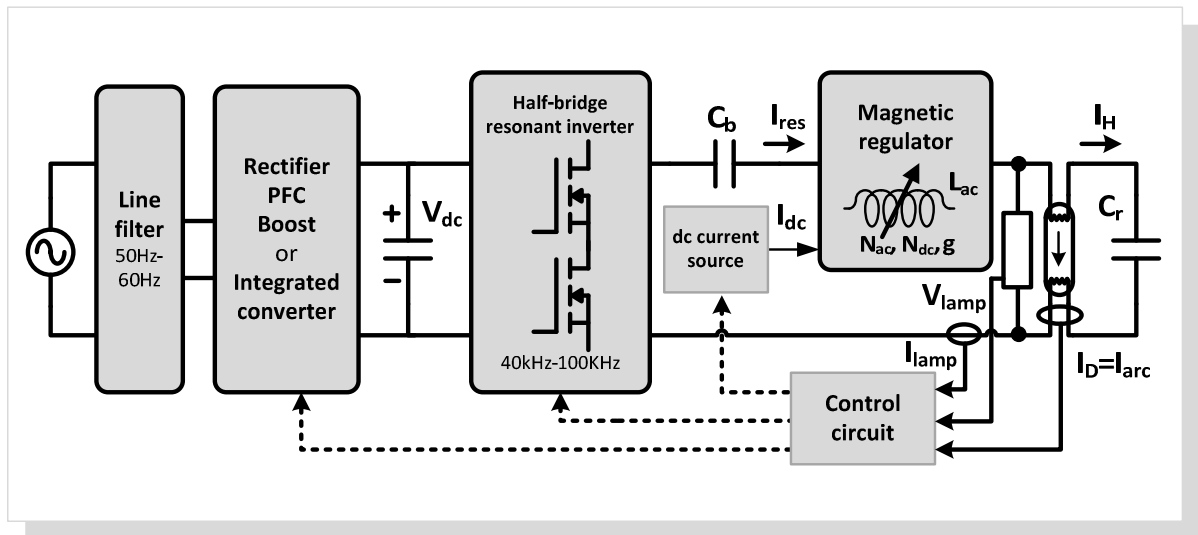 Line
filter
50Hz-
60Hz
Rectifier
PFC
Boost
or
Integrated
converter
+
Vdc
–
Half-bridge
resonant inverter
40kHz-100KHz
Cb
Ires
Idc
dc current
source
Magnetic
regulator
Lac
Nac, Ndc, g
Vlamp
IH
Cr
Ilamp
ID=Iarc
Control
circuit